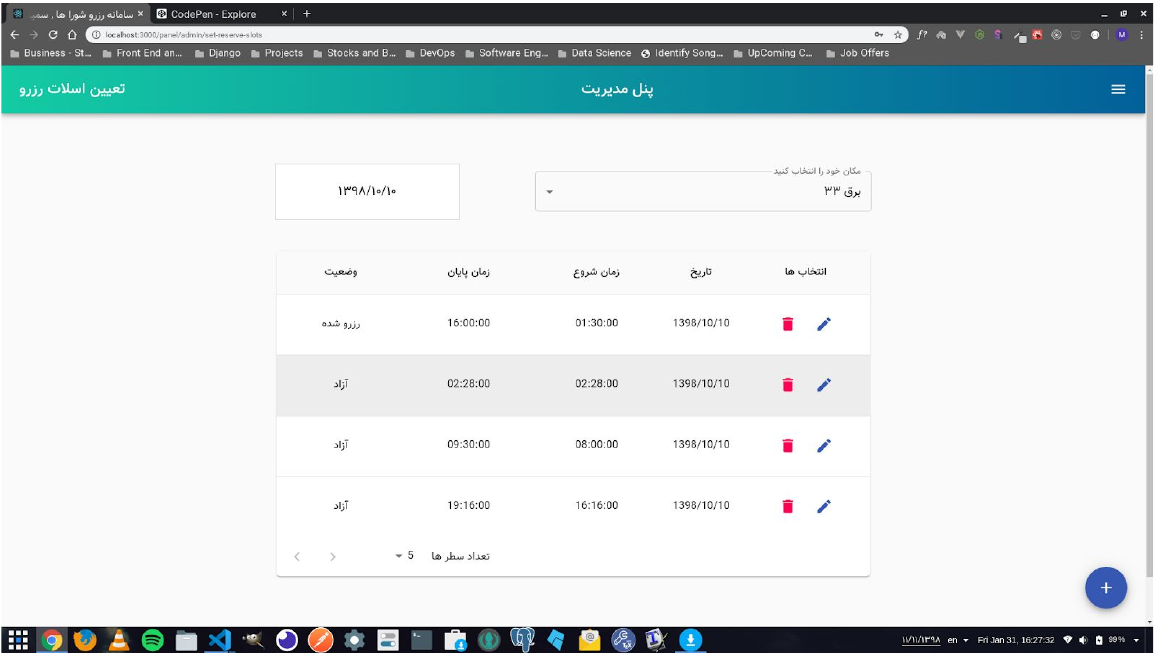 سامانه رزرو شورا ها , سمی
CodePen - Explore
localhost:3000/panel/admin/set-reserve-slots
Business - St... Front End an... Django Projects Stocks and B... DevOps Software Eng... Data Science Identify Song... UpComing C... Job Offers
پنل مدیریت
تعیین اسلات رزرو
مکان خود را انتخاب کنید
برق ۳۳
۱۳۹۸/۱۰/۱۰
انتخاب ها تاریخ زمان شروع زمان پایان وضعیت
1398/10/10 01:30:00 16:00:00 رزرو شده
1398/10/10 02:28:00 02:28:00 آزاد
1398/10/10 08:00:00 09:30:00 آزاد
1398/10/10 16:16:00 19:16:00 آزاد
تعداد سطر ها 5
۱۱/۱۱/۱۳۹۸ en Fri Jan 31, 16:27:32 99%